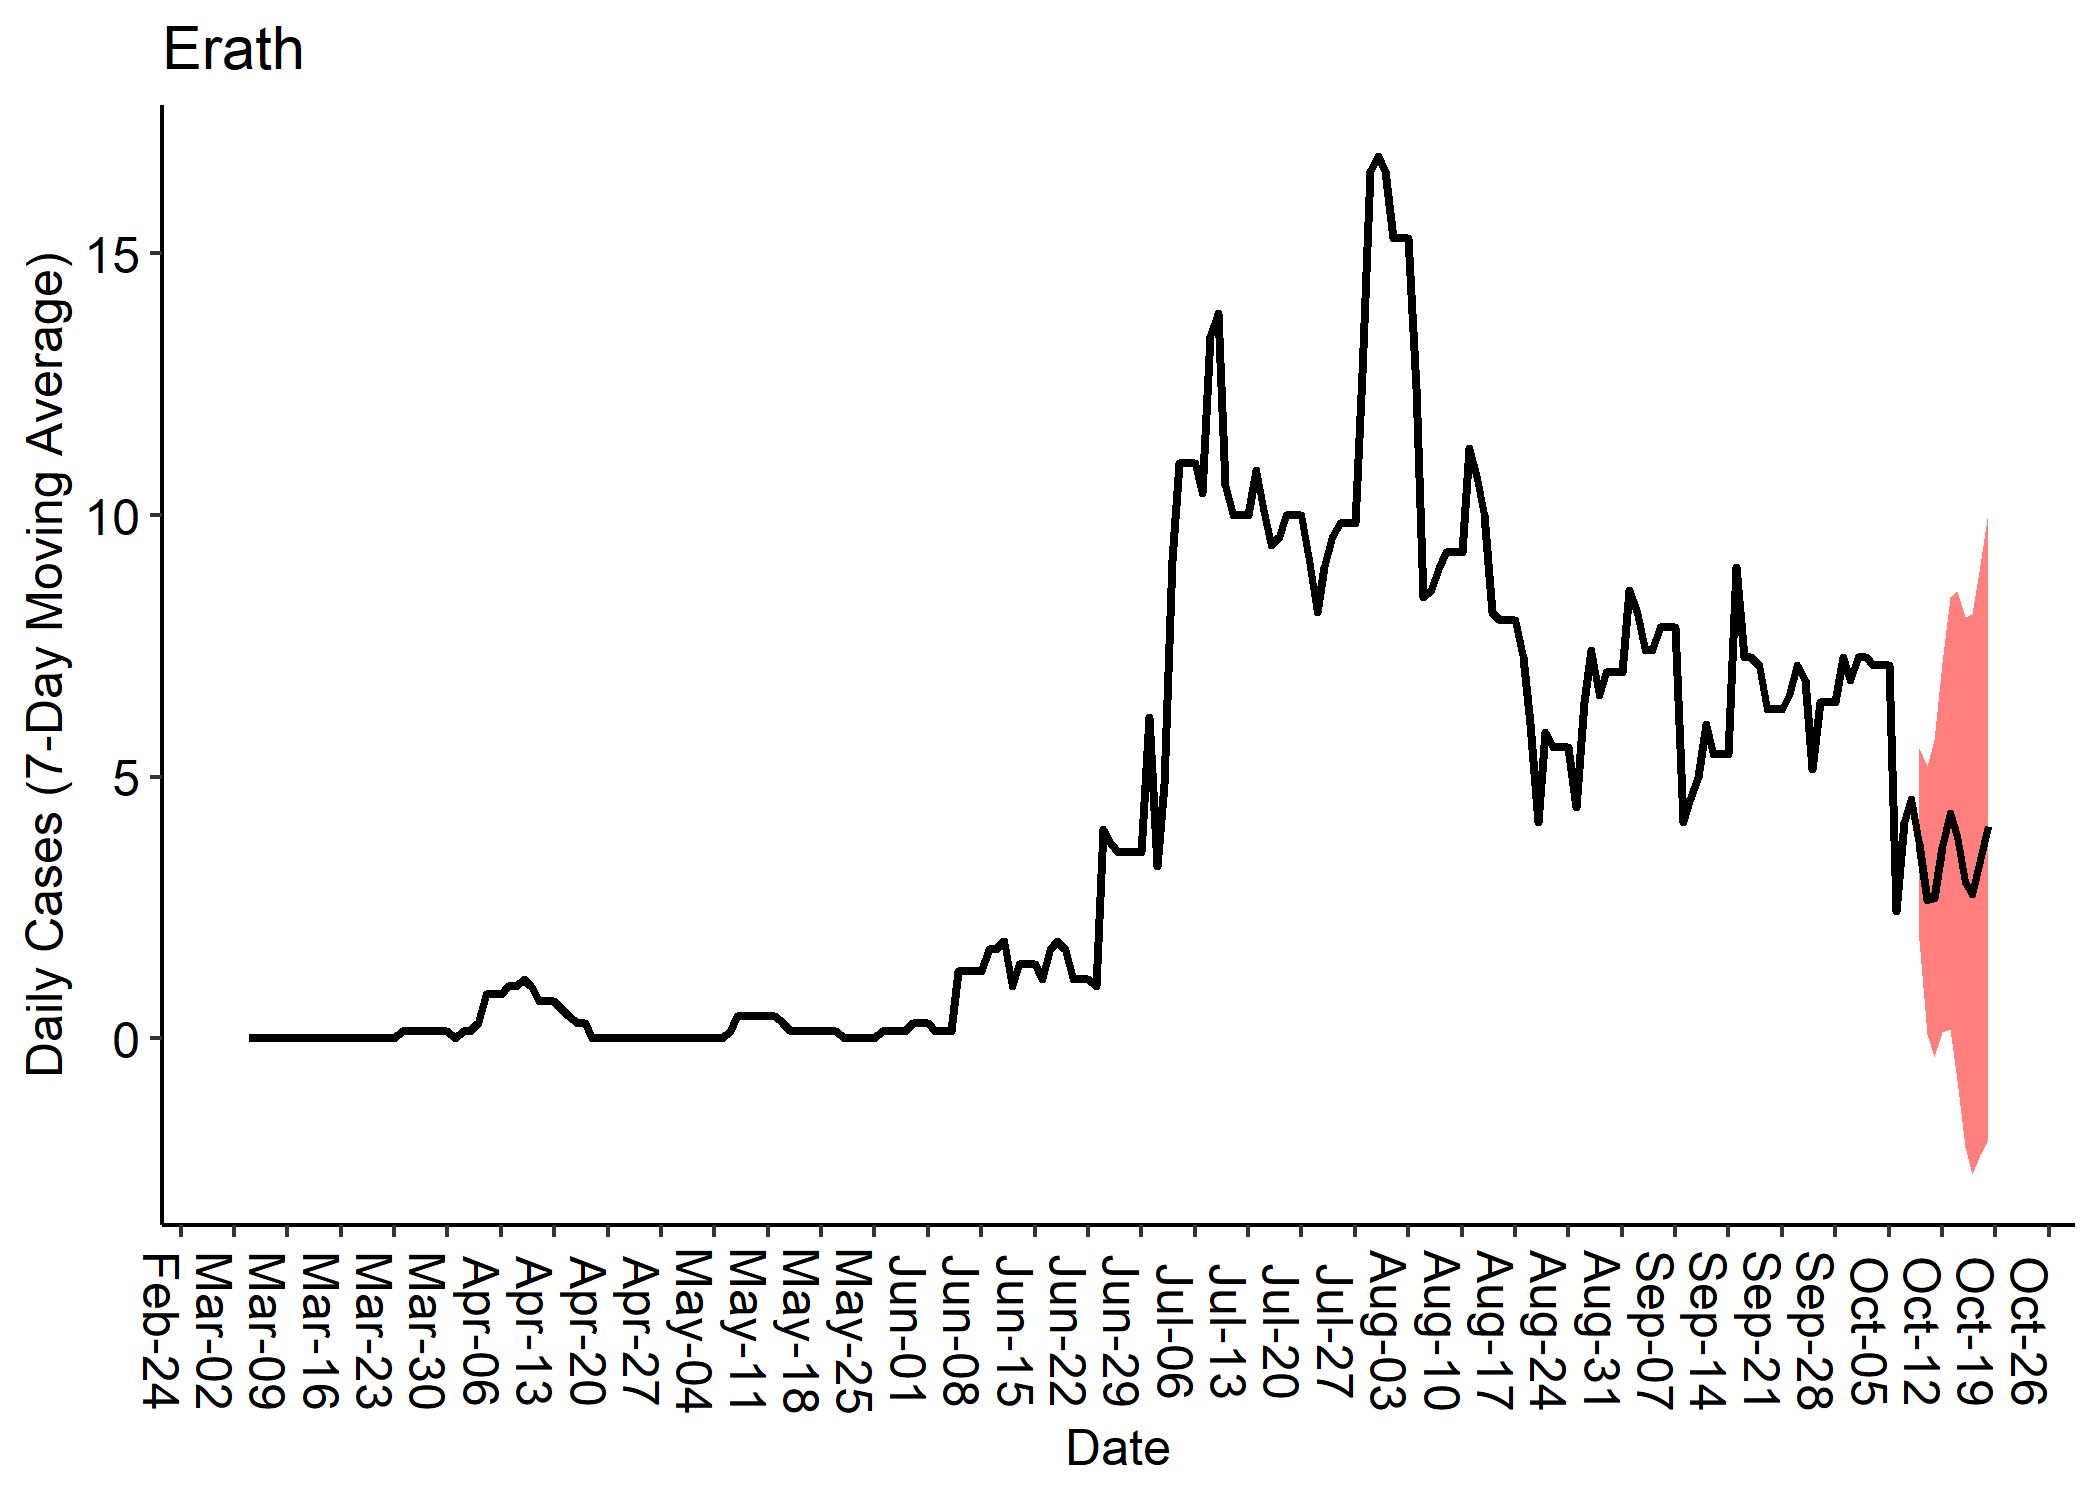 Erath
Daily Cases (7-Day Moving Average)
15
10
5
0
Feb-24
Mar-02
Mar-09
Mar-16
Mar-23
Mar-30
Apr-06
Apr-13
Apr-20
Apr-27
May-04
May-11
May-18
May-25
Jun-01
Jun-08
Jun-15
Jun-22
Jun-29
Jul-06
Jul-13
Jul-20
Jul-27
Aug-03
Aug-10
Aug-17
Aug-24
Aug-31
Sep-07
Sep-14
Sep-21
Sep-28
Oct-05
Oct-12
Oct-19
Oct-26
Date